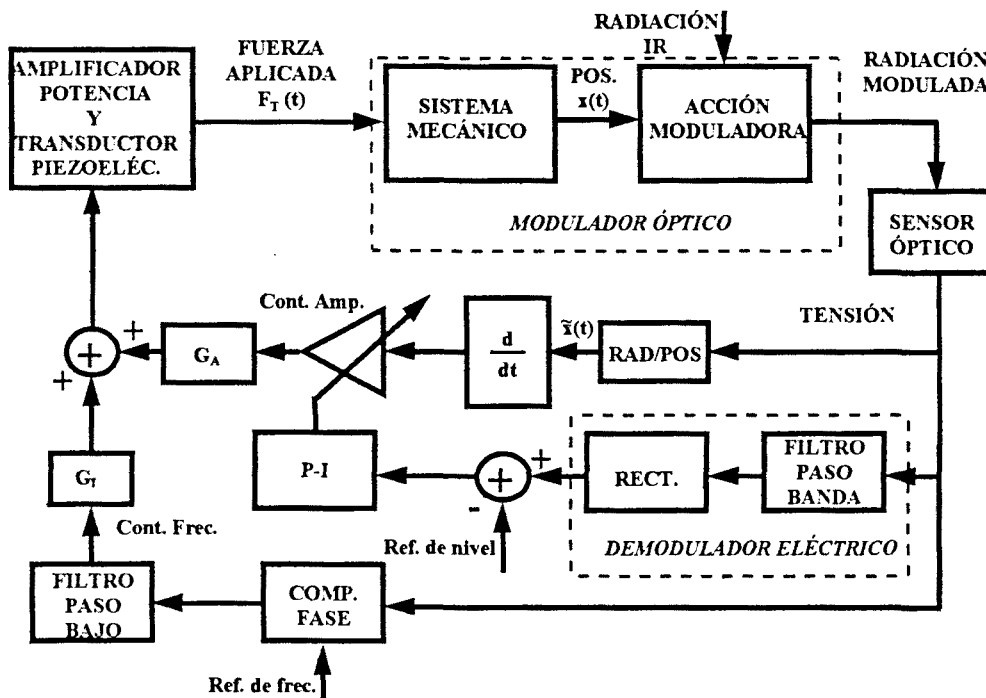 AMPLIFICADOR
POTENCIA
Y
TRANSDUCTOR
PIEZOELÉC.
FUERZA
APLICADA
F_T (t)
SISTEMA
MECÁNICO
POS.
x(t)
RADIACIÓN
IR
ACCIÓN
MODULADORA
RADIACIÓN
MODULADA
MODULADOR ÓPTICO
SENSOR
ÓPTICO
TENSIÓN
Cont. Amp.
+
+
+
G_A
d
dt
x̃(t)
RAD/POS
G_I
P-I
+
+
-
RECT.
FILTRO
PASO
BANDA
Cont. Frec.
Ref. de nivel
DEMODULADOR ELÉCTRICO
FILTRO
PASO
BAJO
COMP.
FASE
Ref. de frec.